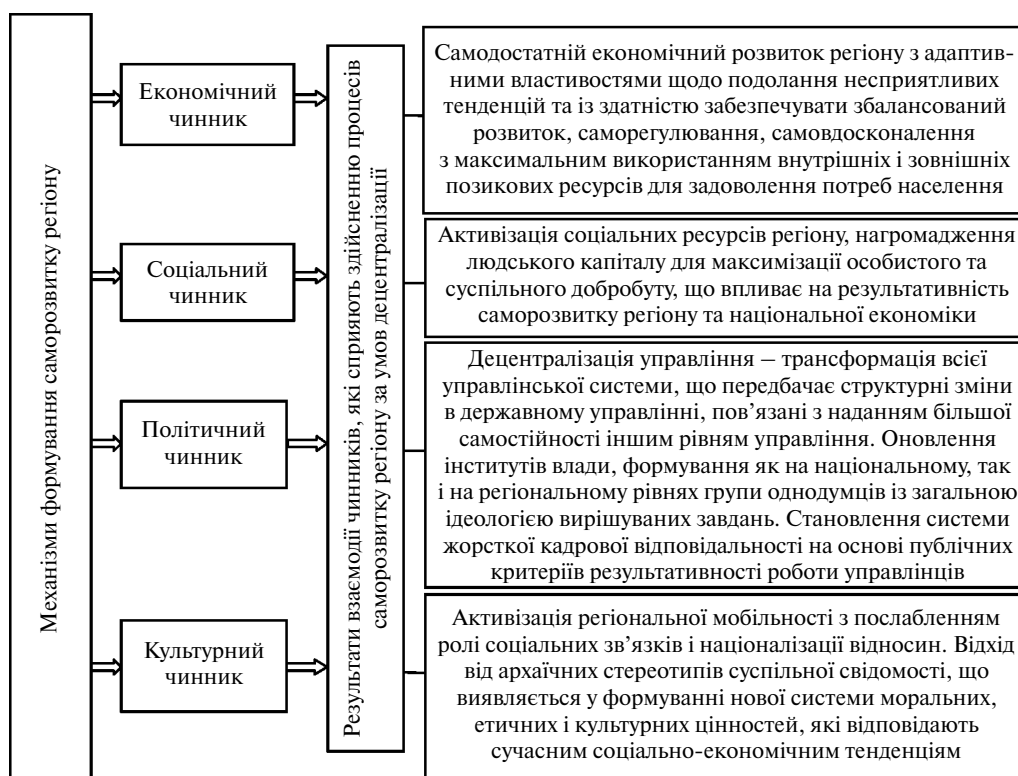 Механізми формування саморозвитку регіону
Економічний
чинник
Соціальний
чинник
Політичний
чинник
Культурний
чинник
Результати взаємодії чинників, які сприяють здійсненню процесів
саморозвитку регіону за умов децентралізації
Самодостатній економічний розвиток регіону з адаптив-
ними властивостями щодо подолання несприятливих
тенденцій та із здатністю забезпечувати збалансований
розвиток, саморегулювання, самовдосконалення
з максимальним використанням внутрішніх і зовнішніх
позикових ресурсів для задоволення потреб населення
Активізація соціальних ресурсів регіону, нагромадження
людського капіталу для максимізації особистого та
суспільного добробуту, що впливає на результативність
саморозвитку регіону та національної економіки
Децентралізація управління – трансформація всієї
управлінської системи, що передбачає структурні зміни
в державному управлінні, пов’язані з наданням більшої
самостійності іншим рівням управління. Оновлення
інститутів влади, формування як на національному, так
і на регіональному рівнях групи однодумців із загальною
ідеологією вирішуваних завдань. Становлення системи
жорсткої кадрової відповідальності на основі публічних
критеріїв результативності роботи управлінців
Активізація регіональної мобільності з послабленням
ролі соціальних зв’язків і націоналізації відносин. Відхід
від архаїчних стереотипів суспільної свідомості, що
виявляється у формуванні нової системи моральних,
етичних і культурних цінностей, які відповідають
сучасним соціально-економічним тенденціям